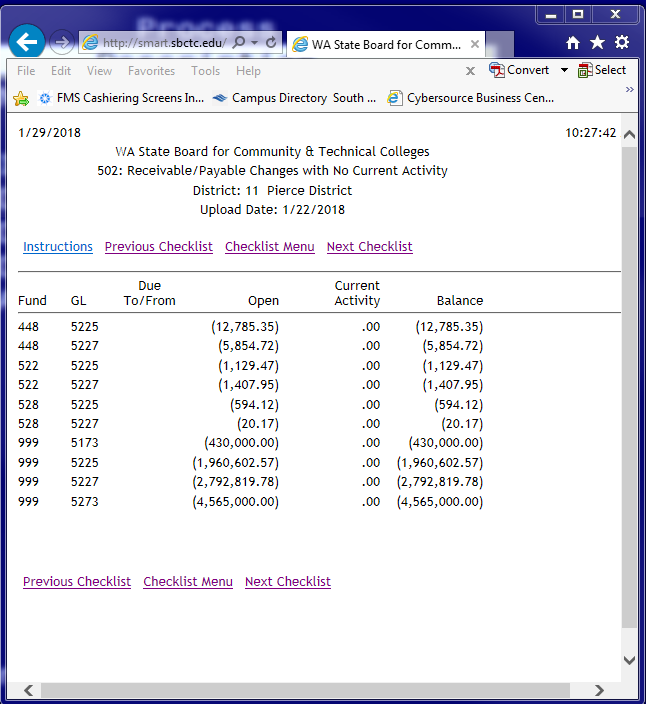 Process
http://smart.sbctc.edu/
WA State Board for Comm...
File Edit View Favorites Tools Help
x Convert Select
FMS Cashiering Screens In... Campus Directory South ... Cybersource Business Cen... »
1/29/2018 10:27:42
WA State Board for Community & Technical Colleges
502: Receivable/Payable Changes with No Current Activity
District: 11 Pierce District
Upload Date: 1/22/2018
Instructions Previous Checklist Checklist Menu Next Checklist
Due Current
Fund GL To/From Open Activity Balance
448 5225 (12,785.35) .00 (12,785.35)
448 5227 (5,854.72) .00 (5,854.72)
522 5225 (1,129.47) .00 (1,129.47)
522 5227 (1,407.95) .00 (1,407.95)
528 5225 (594.12) .00 (594.12)
528 5227 (20.17) .00 (20.17)
999 5173 (430,000.00) .00 (430,000.00)
999 5225 (1,960,602.57) .00 (1,960,602.57)
999 5227 (2,792,819.78) .00 (2,792,819.78)
999 5273 (4,565,000.00) .00 (4,565,000.00)
Previous Checklist Checklist Menu Next Checklist